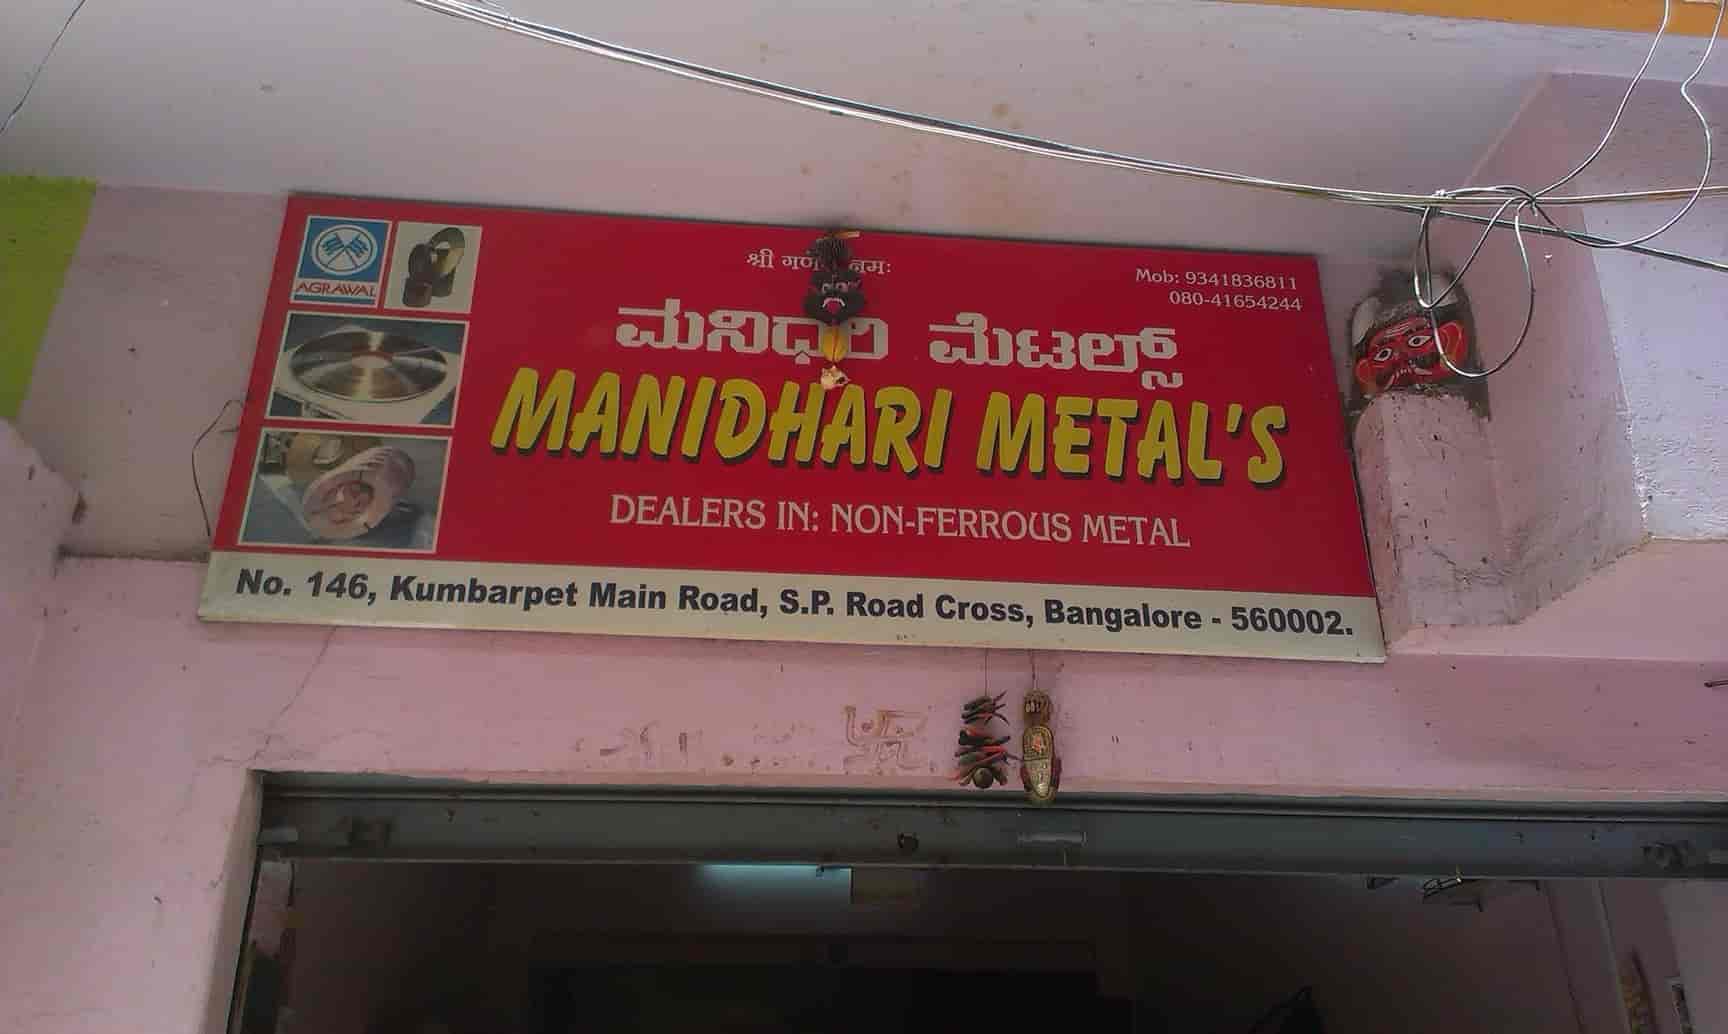 AGRAWAL
श्री
नमः
Mob: 9341836811
080-41654244
ಮನಿಧರಿ ಮೆಟಲ್ಸ್
MANIDHARI METAL'S
DEALERS IN: NON-FERROUS METAL
No. 146, Kumbarpet Main Road, S.P. Road Cross, Bangalore - 560002.